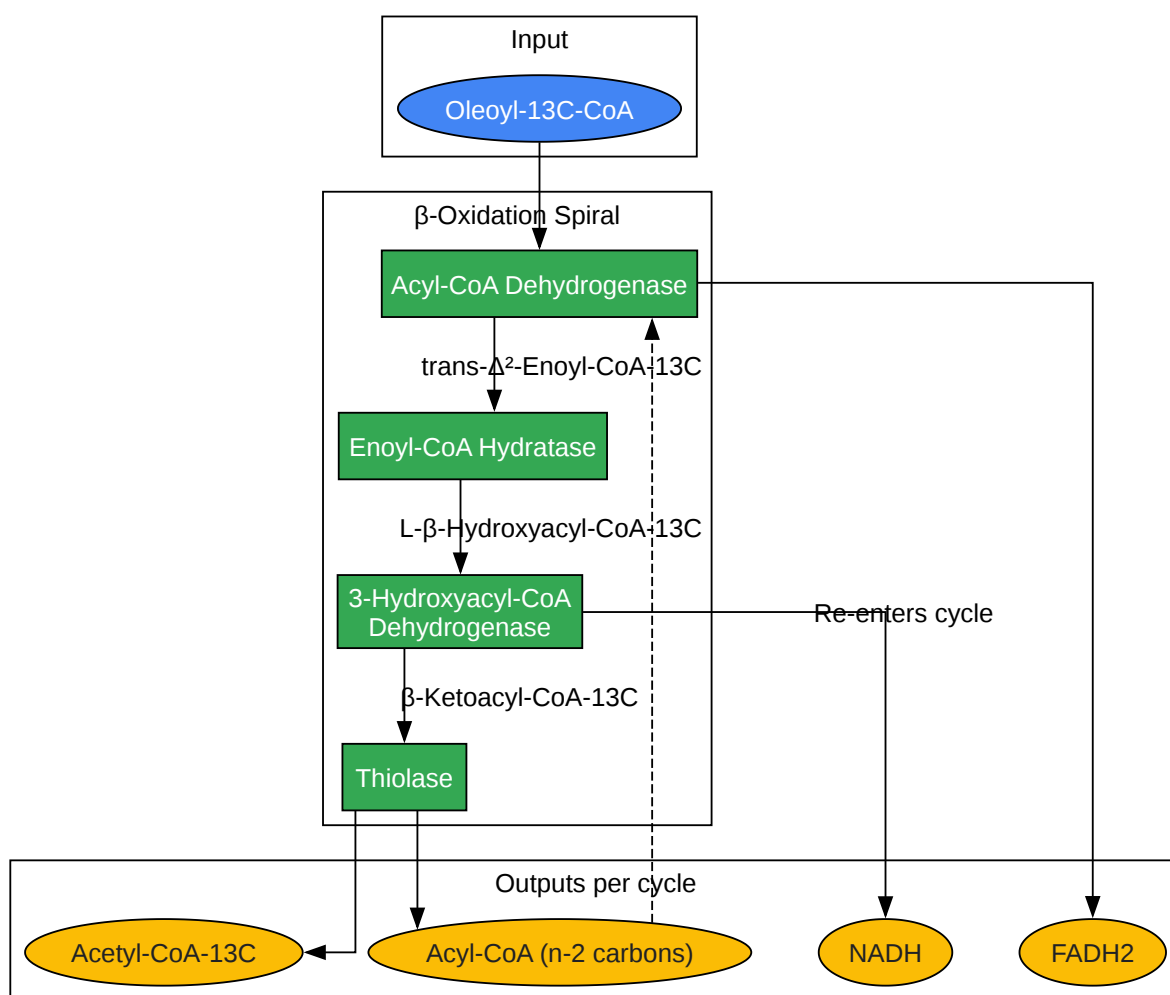 Input
Oleoyl-13C-CoA
β-Oxidation Spiral
Acyl-CoA Dehydrogenase
trans-Δ²-Enoyl-CoA-13C
Enoyl-CoA Hydratase
L-β-Hydroxyacyl-CoA-13C
3-Hydroxyacyl-CoA
Dehydrogenase
Re-enters cycle
β-Ketoacyl-CoA-13C
Thiolase
Outputs per cycle
Acetyl-CoA-13C
Acyl-CoA (n-2 carbons)
NADH
FADH2